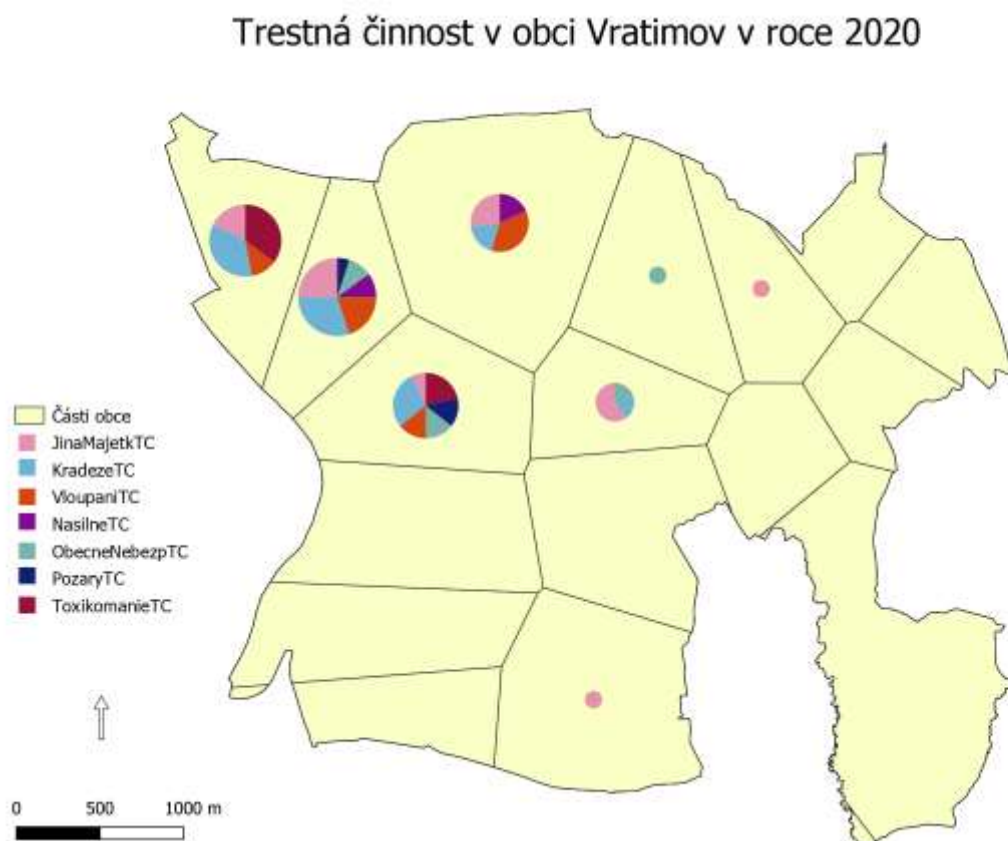 Trestná činnost v obci Vratimov v roce 2020
Části obce
JinaMajetkTC
KradezeTC
VloupaniTC
NasilneTC
ObecneNebezpTC
PozaryTC
ToxikomanieTC
0 500 1000 m